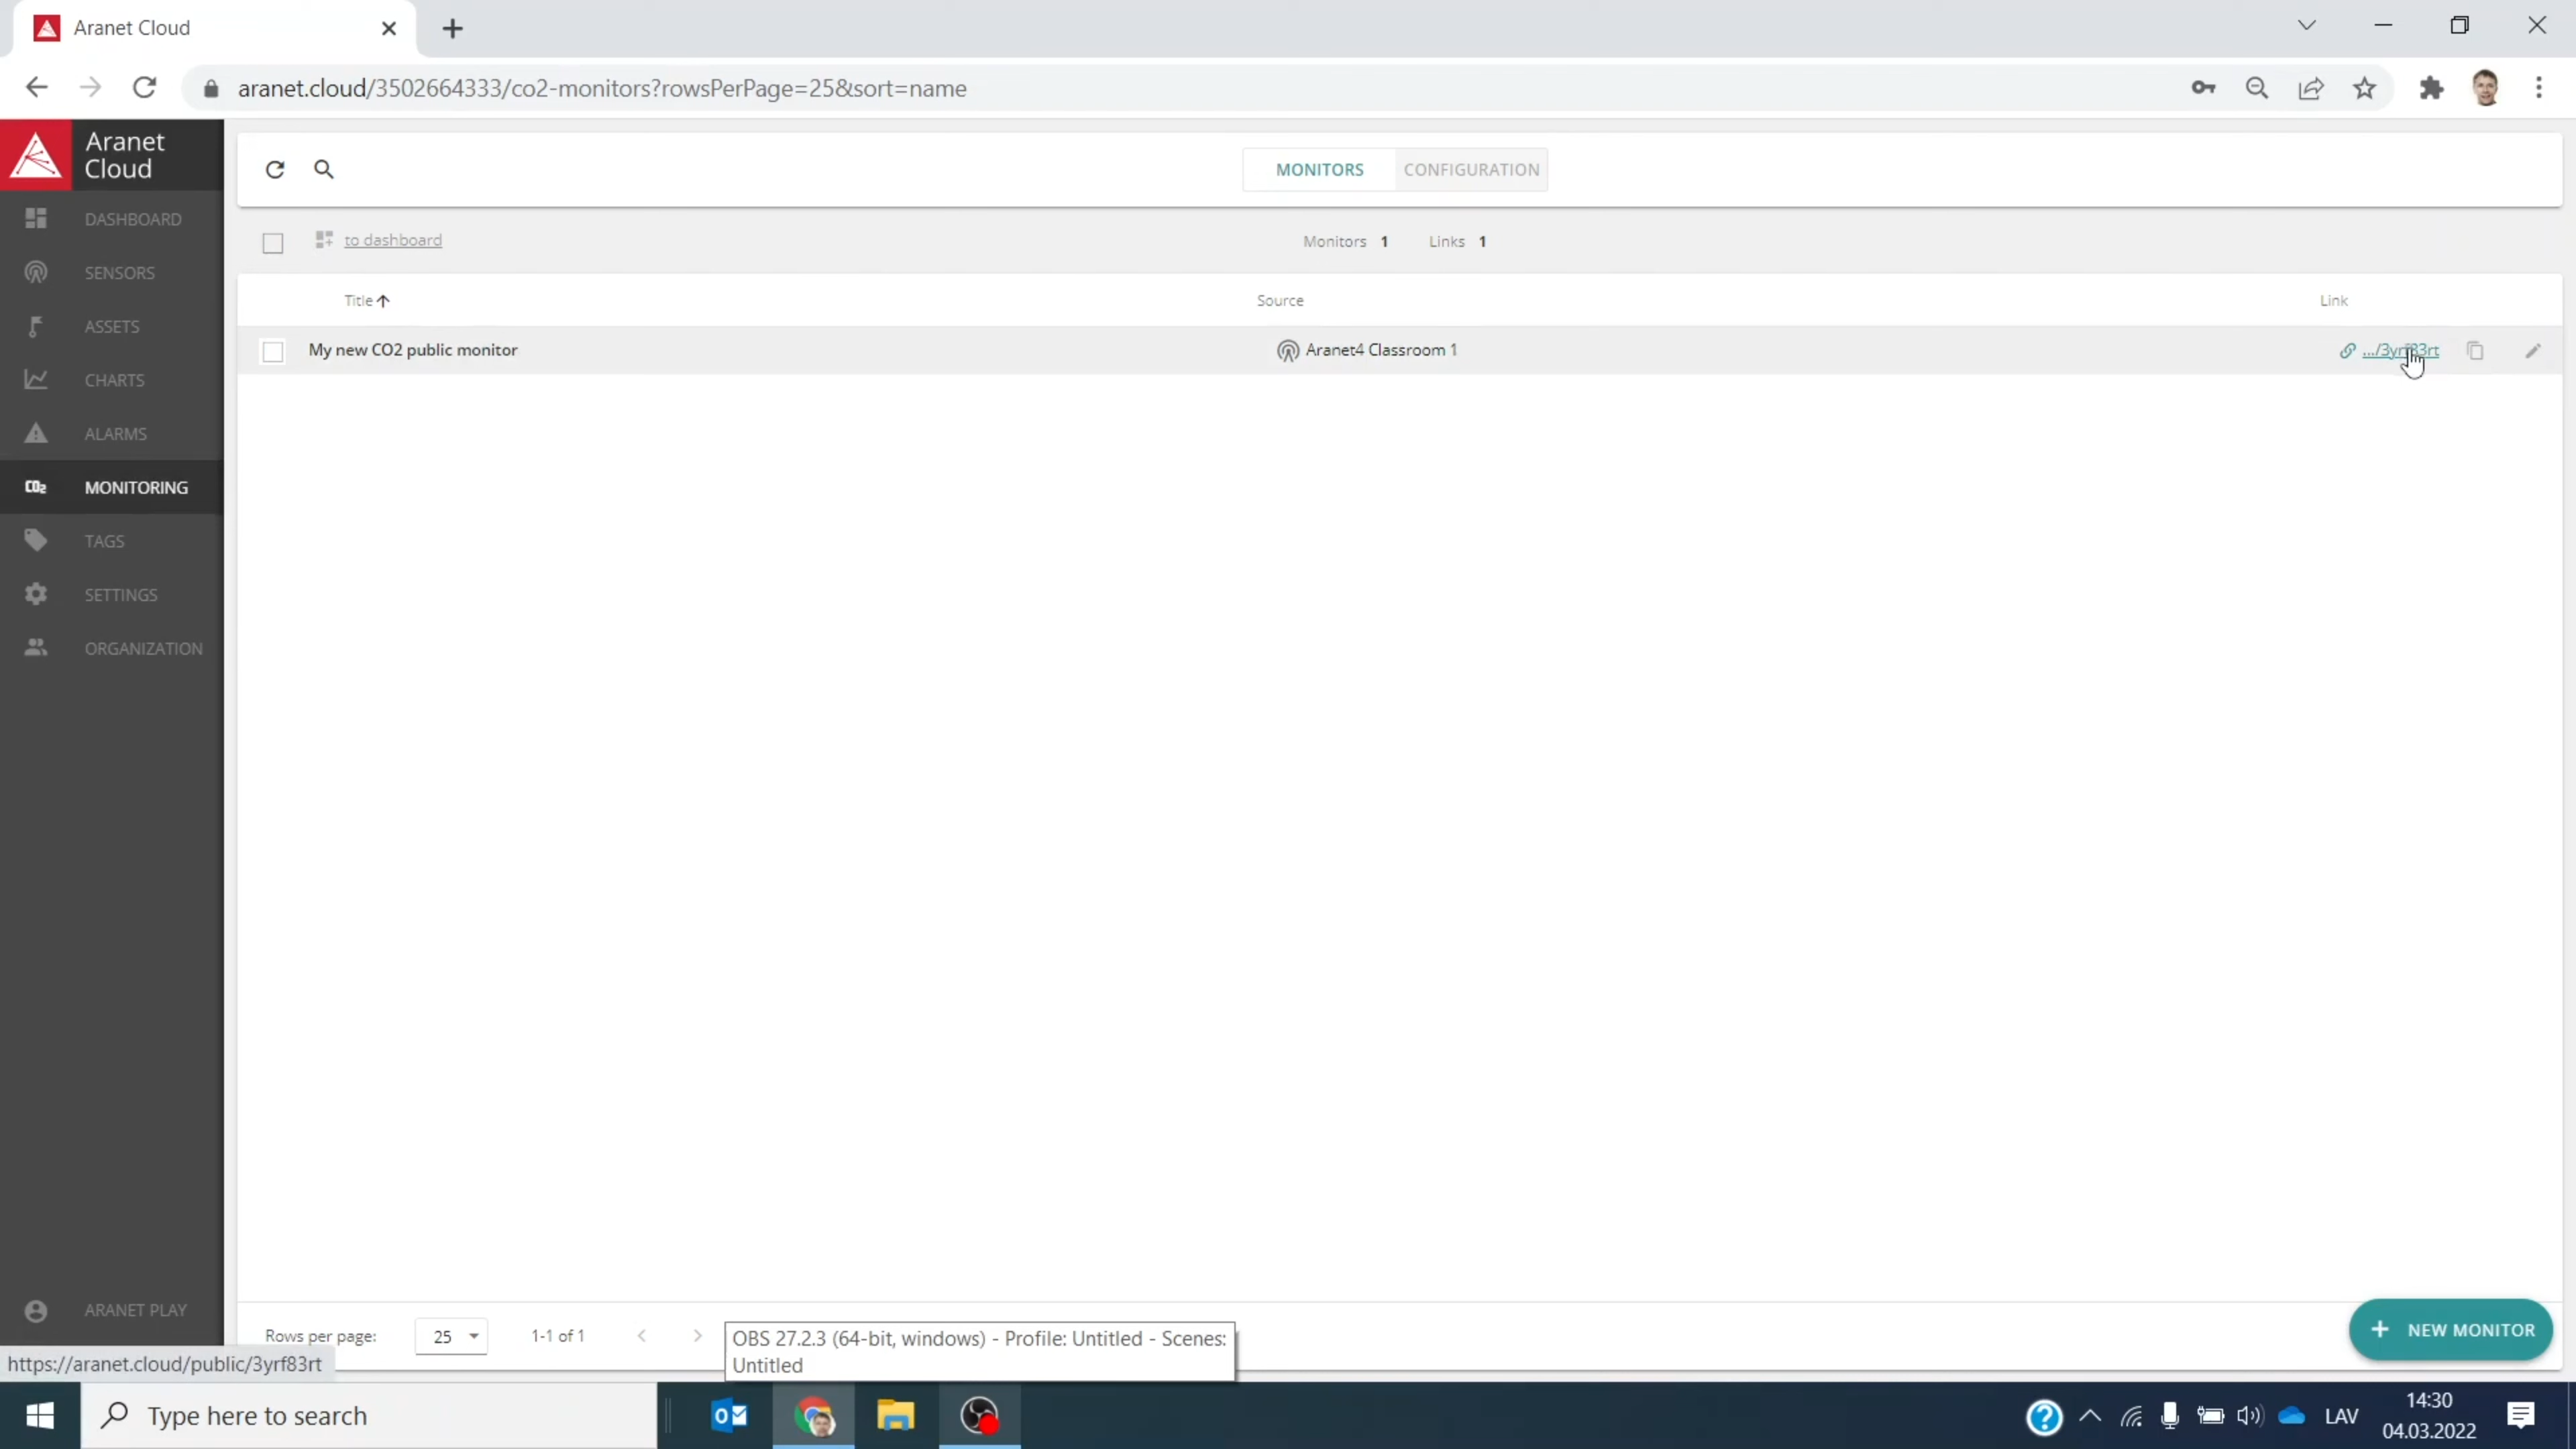 Aranet Cloud
aranet.cloud/3502664333/co2-monitors?rowsPerPage=25&sort=name
Aranet
Cloud
DASHBOARD
SENSORS
ASSETS
CHARTS
ALARMS
CO2 MONITORING
TAGS
SETTINGS
ORGANIZATION
ARANET PLAY
MONITORS CONFIGURATION
to dashboard Monitors 1 Links 1
Title Source Link
My new CO2 public monitor Aranet4 Classroom 1 .../3yrf83rt
Rows per page: 25 1-1 of 1
+ NEW MONITOR
OBS 27.2.3 (64-bit, windows) - Profile: Untitled - Scenes:
Untitled
https://aranet.cloud/public/3yrf83rt
Type here to search
LAV
14:30
04.03.2022